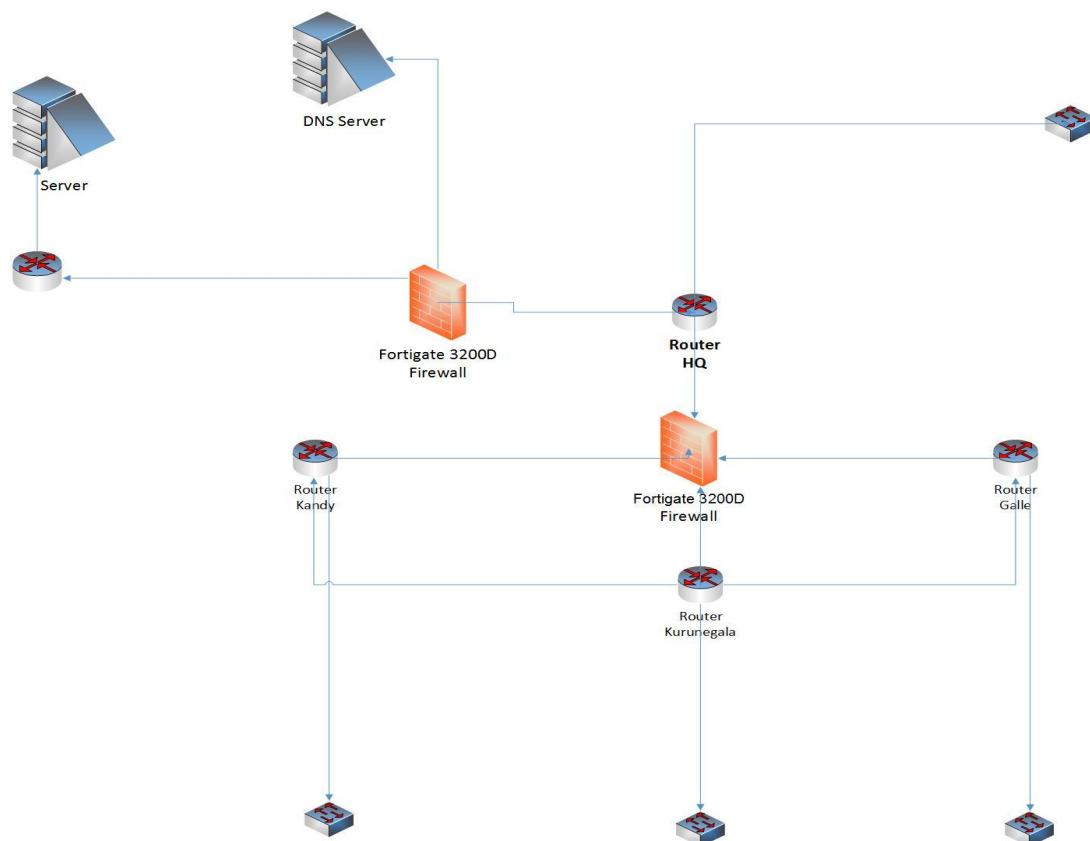 DNS Server
Server
Fortigate 3200D
Firewall
Router
HQ
Router
Kandy
Fortigate 3200D
Firewall
Router
Galle
Router
Kurunegala